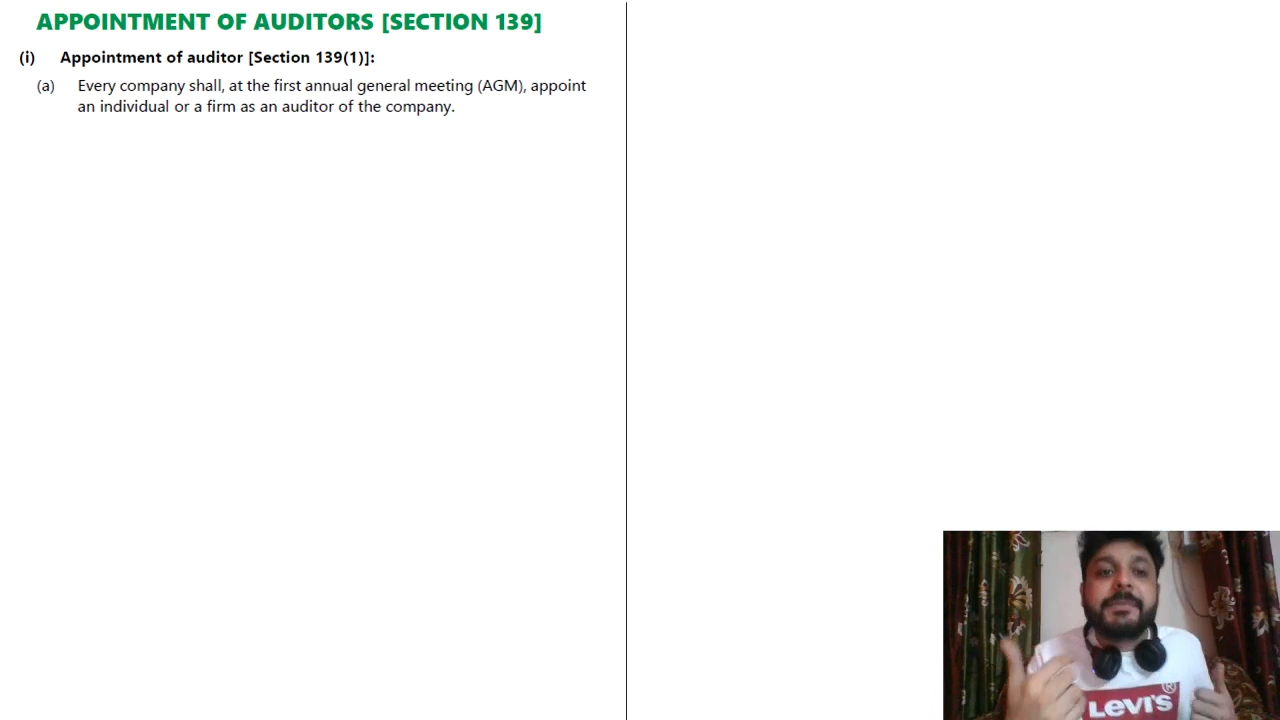 APPOINTMENT OF AUDITORS [SECTION 139]
(i) Appointment of auditor [Section 139(1)]:
(a) Every company shall, at the first annual general meeting (AGM), appoint
an individual or a firm as an auditor of the company.
LEVI'S
®